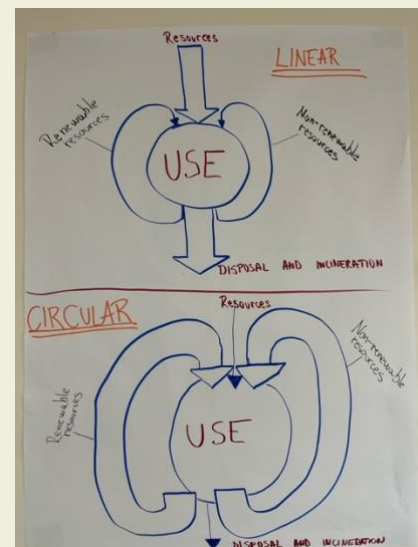 Resources
LINEAR
Renewable
resources
Non-renewable
resources
USE
DISPOSAL AND INCINERATION
Resources
CIRCULAR
Non-renewable
resources
Renewable
resources
USE
DISPOSAL AND INCINERATION